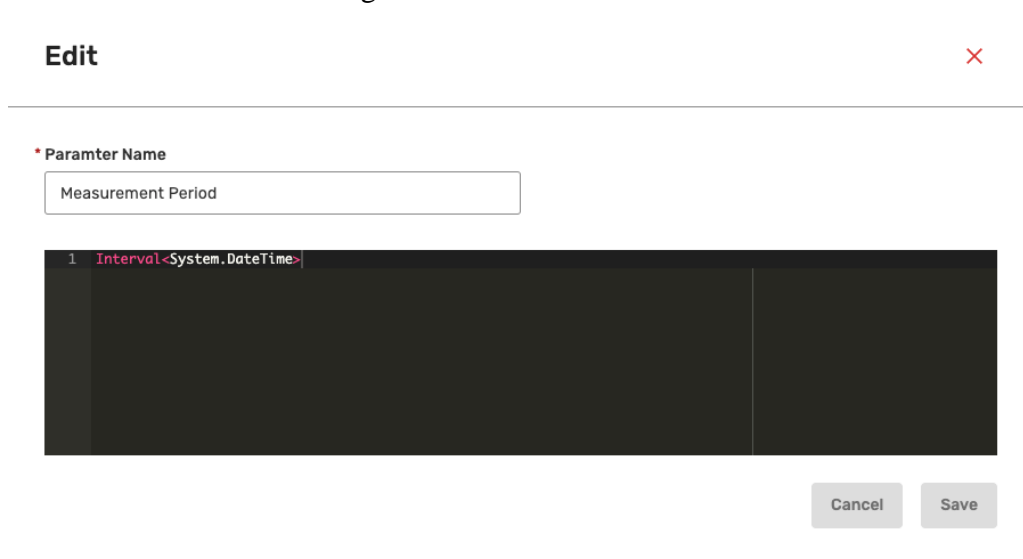 Edit
* Paramter Name
Measurement Period
1 Interval<System.DateTime>
Cancel Save